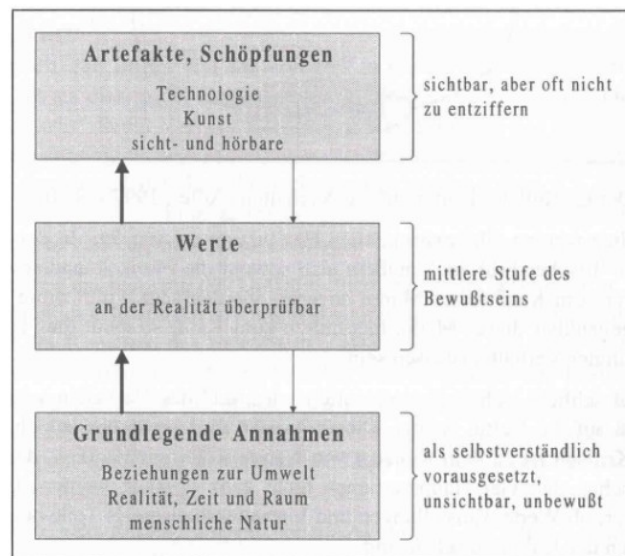 Artefakte, Schöpfungen
Technologie
Kunst
sicht- und hörbare
sichtbar, aber oft nicht
zu entziffern
Werte
an der Realität überprüfbar
mittlere Stufe des
Bewußtseins
Grundlegende Annahmen
Beziehungen zur Umwelt
Realität, Zeit und Raum
menschliche Natur
als selbstverständlich
vorausgesetzt,
unsichtbar, unbewußt